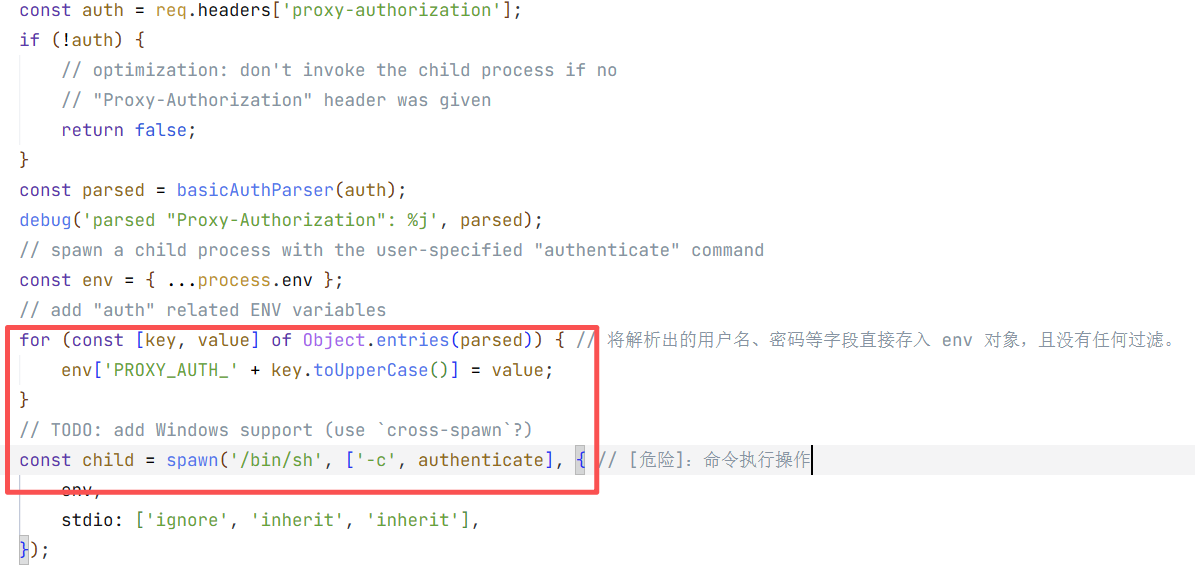 const auth = req.headers['proxy-authorization'];
if (!auth) {
    // optimization: don't invoke the child process if no
    // "Proxy-Authorization" header was given
    return false;
}
const parsed = basicAuthParser(auth);
debug('parsed "Proxy-Authorization": %j', parsed);
// spawn a child process with the user-specified "authenticate" command
const env = { ...process.env };
// add "auth" related ENV variables
for (const [key, value] of Object.entries(parsed)) { // 将解析出的用户名、密码等字段直接存入 env 对象，且没有任何过滤。
    env['PROXY_AUTH_' + key.toUpperCase()] = value;
}
// TODO: add Windows support (use `cross-spawn`?)
const child = spawn('/bin/sh', ['-c', authenticate], { // [危险]：命令执行操作
    env,
    stdio: ['ignore', 'inherit', 'inherit'],
});